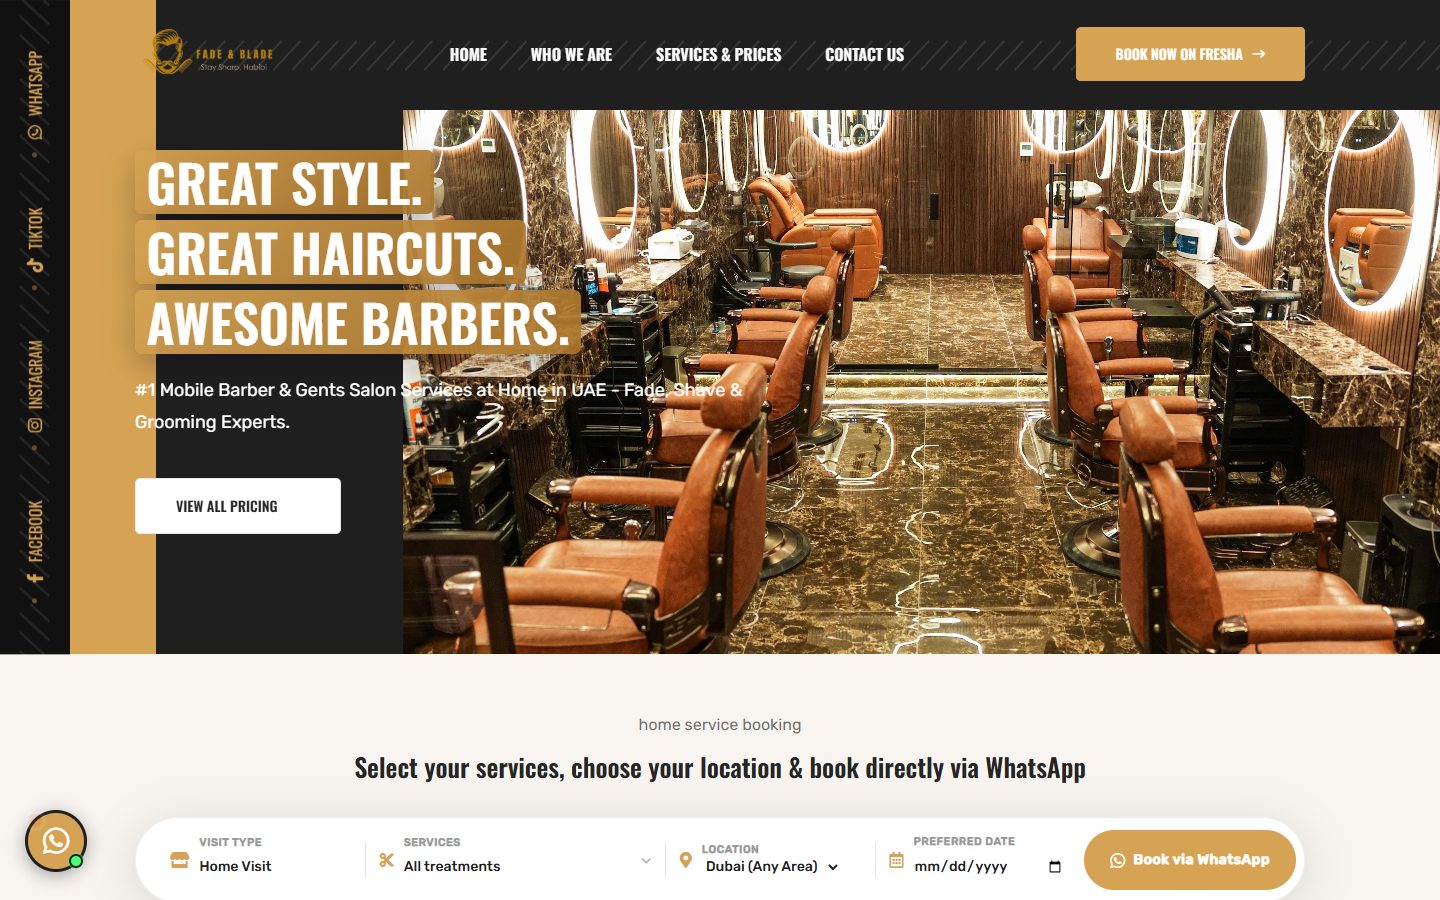 WHATSAPP
TIKTOK
INSTAGRAM
FACEBOOK
FADE & BLADE
Stay Sharp, Habibi
HOME
WHO WE ARE
SERVICES & PRICES
CONTACT US
BOOK NOW ON FRESHA
GREAT STYLE.
GREAT HAIRCUTS.
AWESOME BARBERS.
#1 Mobile Barber & Gents Salon Services at Home in UAE - Fade, Shave &
Grooming Experts.
VIEW ALL PRICING
home service booking
Select your services, choose your location & book directly via WhatsApp
VISIT TYPE
Home Visit
SERVICES
All treatments
LOCATION
Dubai (Any Area)
PREFERRED DATE
mm/dd/yyyy
Book via WhatsApp